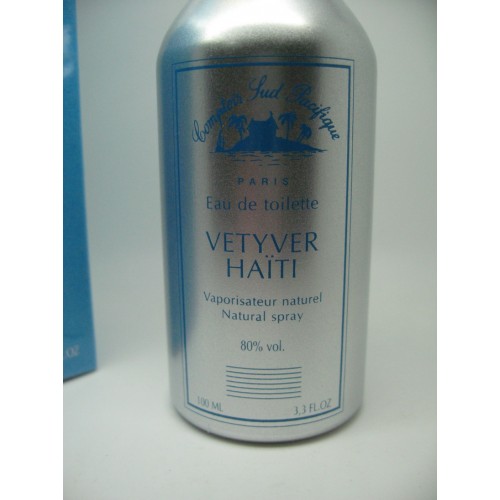 Comptoir Sud Pacifique
PARIS
Eau de toilette
VETYVER
HAÏTI
Vaporisateur naturel
Natural spray
80% vol.
100 ML 3,3 FL.OZ
OZ